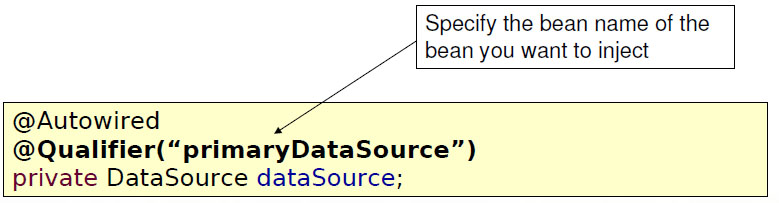 Specify the bean name of the
bean you want to inject
@Autowired
@Qualifier(“primaryDataSource”)
private DataSource dataSource;